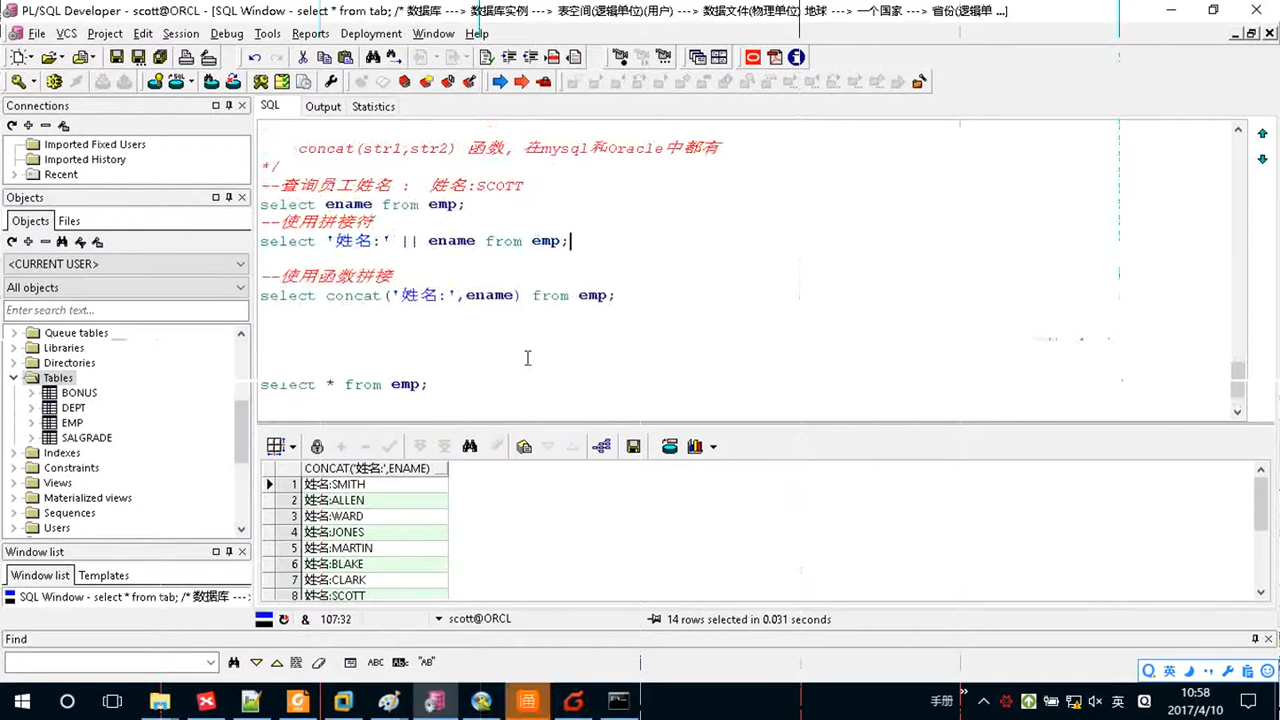 PL/SQL Developer - scott@ORCL - [SQL Window - select * from tab; /* 数据库 ---> 数据库实例 ---> 表空间(逻辑单位)(用户) ---> 数据文件(物理单位) 地球 ---> 一个国家 ---> 省份(逻辑单 ...]
File VCS Project Edit Session Debug Tools Reports Deployment Window Help
Connections
Imported Fixed Users
Imported History
Recent
Objects
Objects Files
<CURRENT USER>
All objects
Enter search text...
Queue tables
Libraries
Directories
Tables
BONUS
DEPT
EMP
SALGRADE
Indexes
Constraints
Views
Materialized views
Sequences
Users
Window list
Window list Templates
SQL Window - select * from tab; /* 数据库 --->
SQL Output Statistics
concat(str1,str2) 函数, 在mysql和Oracle中都有
*/
--查询员工姓名 : 姓名:SCOTT
select ename from emp;
--使用拼接符
select '姓名:' || ename from emp;
--使用函数拼接
select concat('姓名:',ename) from emp;
select * from emp;
CONCAT('姓名:',ENAME)
1 姓名:SMITH
2 姓名:ALLEN
3 姓名:WARD
4 姓名:JONES
5 姓名:MARTIN
6 姓名:BLAKE
7 姓名:CLARK
8 姓名:SCOTT
& 107:32 scott@ORCL 14 rows selected in 0.031 seconds
Find
ABC "AB"
英
手册 英 10:58
2017/4/10